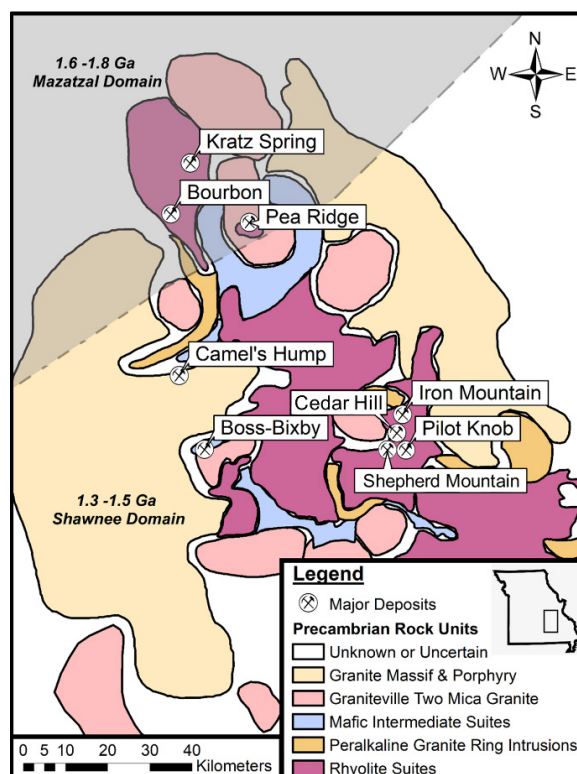 1.6 -1.8 Ga
Mazatzal Domain
N
W E
S
Kratz Spring
Bourbon
Pea Ridge
Camel's Hump
Iron Mountain
Cedar Hill
Boss-Bixby
Pilot Knob
Shepherd Mountain
1.3 -1.5 Ga
Shawnee Domain
Legend
Major Deposits
Precambrian Rock Units
Unknown or Uncertain
Granite Massif & Porphyry
Graniteville Two Mica Granite
Mafic Intermediate Suites
Peralkaline Granite Ring Intrusions
Rhyolite Suites
0 5 10 20 30 40
Kilometers